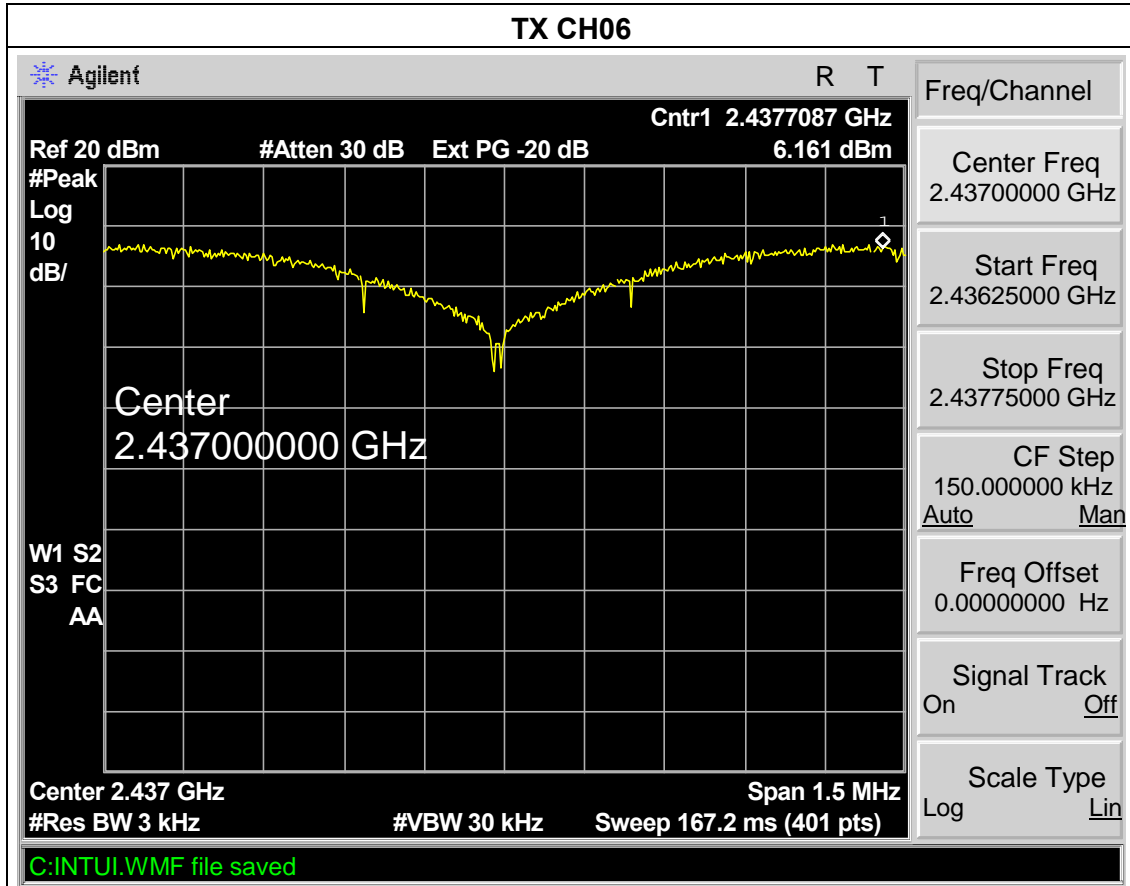 TX CH06
Agilent R T
Cntr1 2.4377087 GHz
Ref 20 dBm #Atten 30 dB Ext PG -20 dB 6.161 dBm
#Peak
Log
10
dB/
1
Center
2.437000000 GHz
W1 S2
S3 FC
AA
Center 2.437 GHz Span 1.5 MHz
#Res BW 3 kHz #VBW 30 kHz Sweep 167.2 ms (401 pts)
C:INTUI.WMF file saved
Freq/Channel
Center Freq
2.43700000 GHz
Start Freq
2.43625000 GHz
Stop Freq
2.43775000 GHz
CF Step
150.000000 kHz
Auto Man
Freq Offset
0.00000000 Hz
Signal Track
On Off
Scale Type
Log Lin